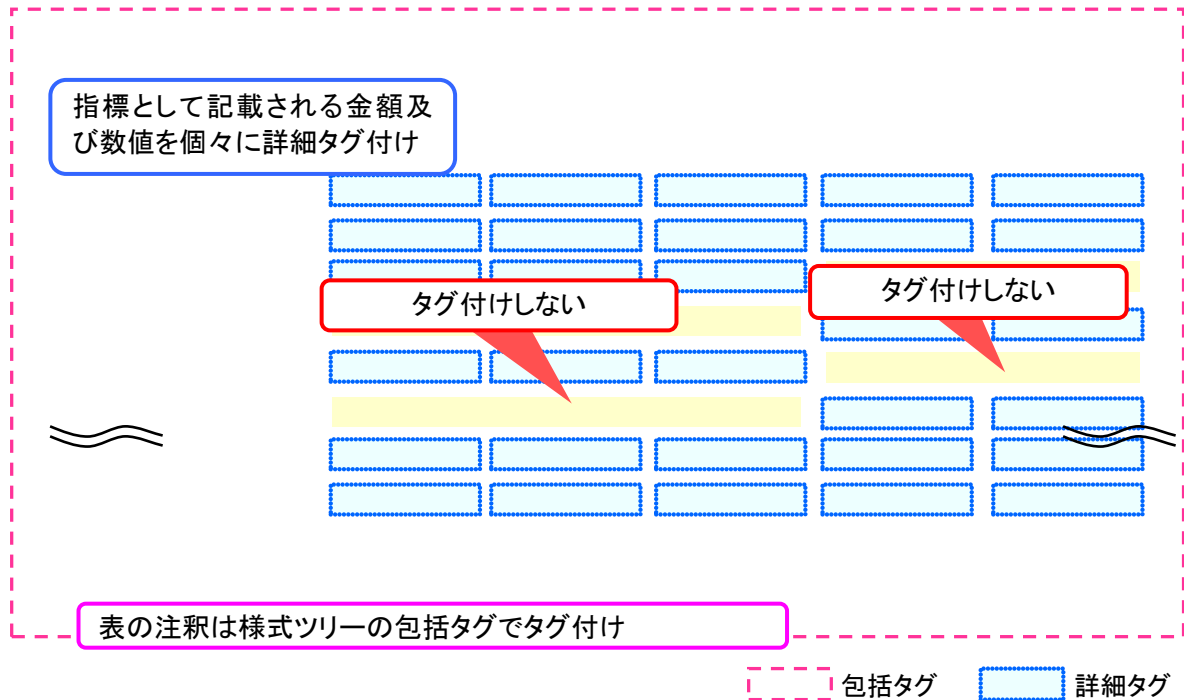 指標として記載される金額及
び数値を個々に詳細タグ付け
タグ付けしない
タグ付けしない
表の注釈は様式ツリーの包括タグでタグ付け
包括タグ
詳細タグ